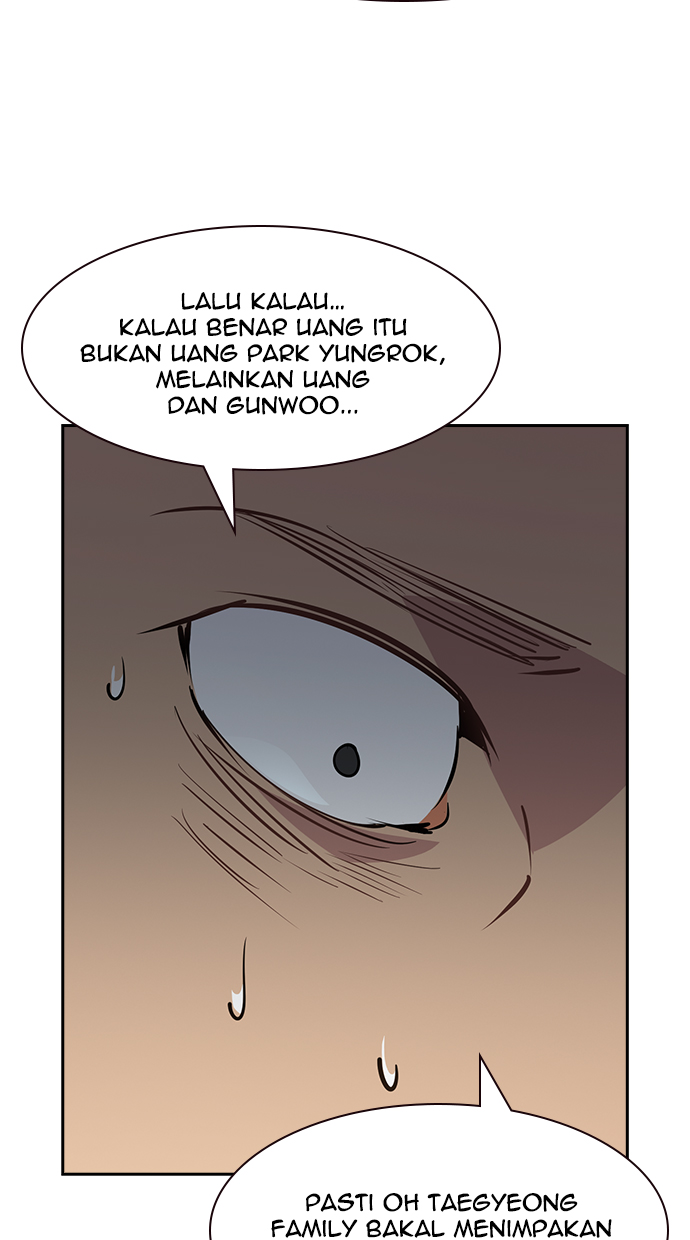 LALU KALAU...
KALAU BENAR UANG ITU
BUKAN UANG PARK YUNGROK,
MELAINKAN UANG
DAN GUNWOO...
PASTI OH TAEGYEONG
FAMILY BAKAL MENIMPAKAN